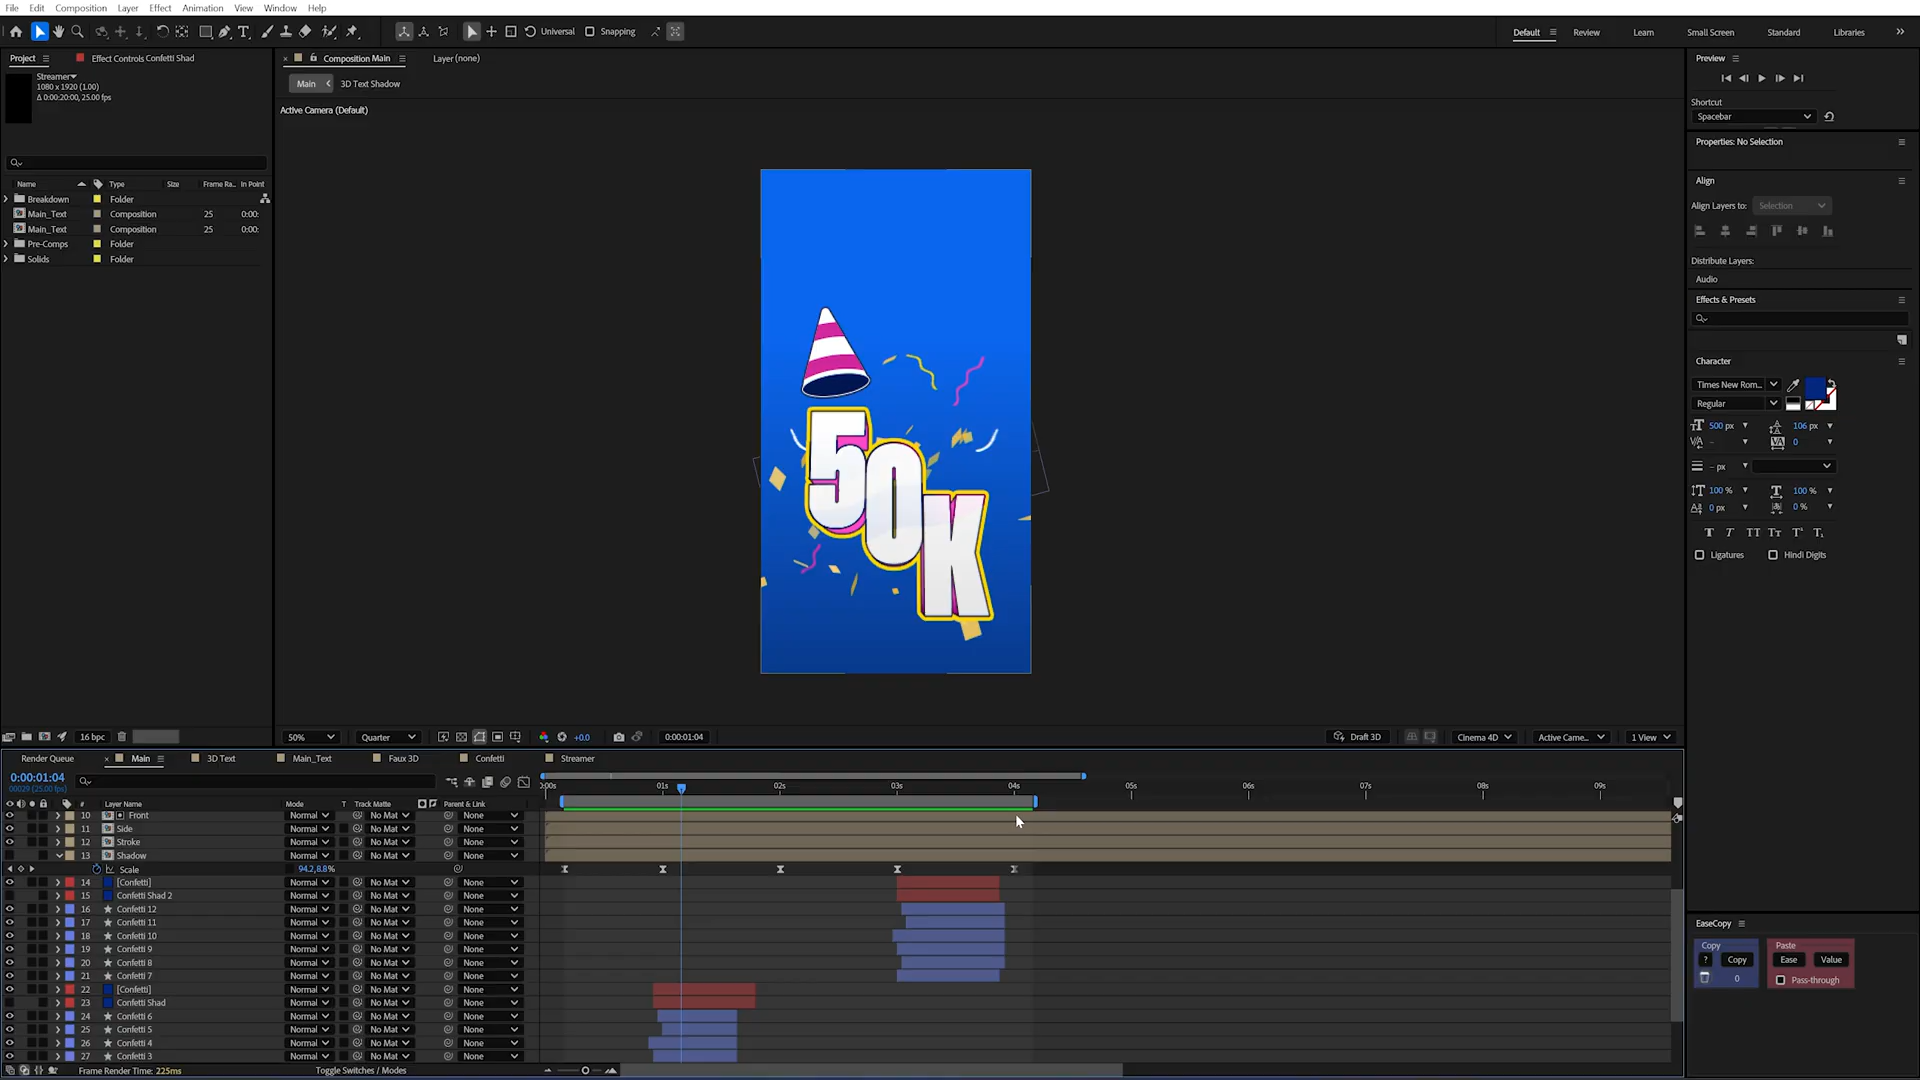 File Edit Composition Layer Effect Animation View Window Help
Universal Snapping Default Review Learn Small Screen Standard Libraries
Project Effect Controls Confetti Shad
Streamer
1080 x 1920 (1.00)
Δ 0:00:20:00, 25.00 fps
Name Type Size Frame Ra... In Point
Breakdown Folder
Main_Text Composition 25 0:00:
Main_Text Composition 25 0:00:
Pre-Comps Folder
Solids Folder
16 bpc
Composition Main Layer (none)
Main 3D Text Shadow
Active Camera (Default)
50K
50% Quarter +0.0 0:00:01:04 Draft 3D Cinema 4D Active Came... 1 View
Preview
Shortcut
Spacebar
Properties: No Selection
Align
Align Layers to: Selection
Distribute Layers:
Audio
Effects & Presets
Character
Times New Rom...
Regular
500 px 106 px
0
- px
100 % 100 %
0 px 0 %
T T TT Tт T¹ T₁
Ligatures Hindi Digits
EaseCopy
Copy Paste
? Copy Ease Value
0 Pass-through
Render Queue Main 3D Text Main_Text Faux 3D Confetti Streamer
0:00:01:04
00029 (25.00 fps)
# Layer Name Mode T Track Matte Parent & Link
:00s 01s 02s 03s 04s 05s 06s 07s 08s 09s
10 Front Normal No Mat None
11 Side Normal No Mat None
12 Stroke Normal No Mat None
13 Shadow Normal No Mat None
Scale 94.2,8.8%
14 [Confetti] Normal No Mat None
15 Confetti Shad 2 Normal No Mat None
16 Confetti 12 Normal No Mat None
17 Confetti 11 Normal No Mat None
18 Confetti 10 Normal No Mat None
19 Confetti 9 Normal No Mat None
20 Confetti 8 Normal No Mat None
21 Confetti 7 Normal No Mat None
22 [Confetti] Normal No Mat None
23 Confetti Shad Normal No Mat None
24 Confetti 6 Normal No Mat None
25 Confetti 5 Normal No Mat None
26 Confetti 4 Normal No Mat None
27 Confetti 3 Normal No Mat None
Frame Render Time: 225ms Toggle Switches / Modes